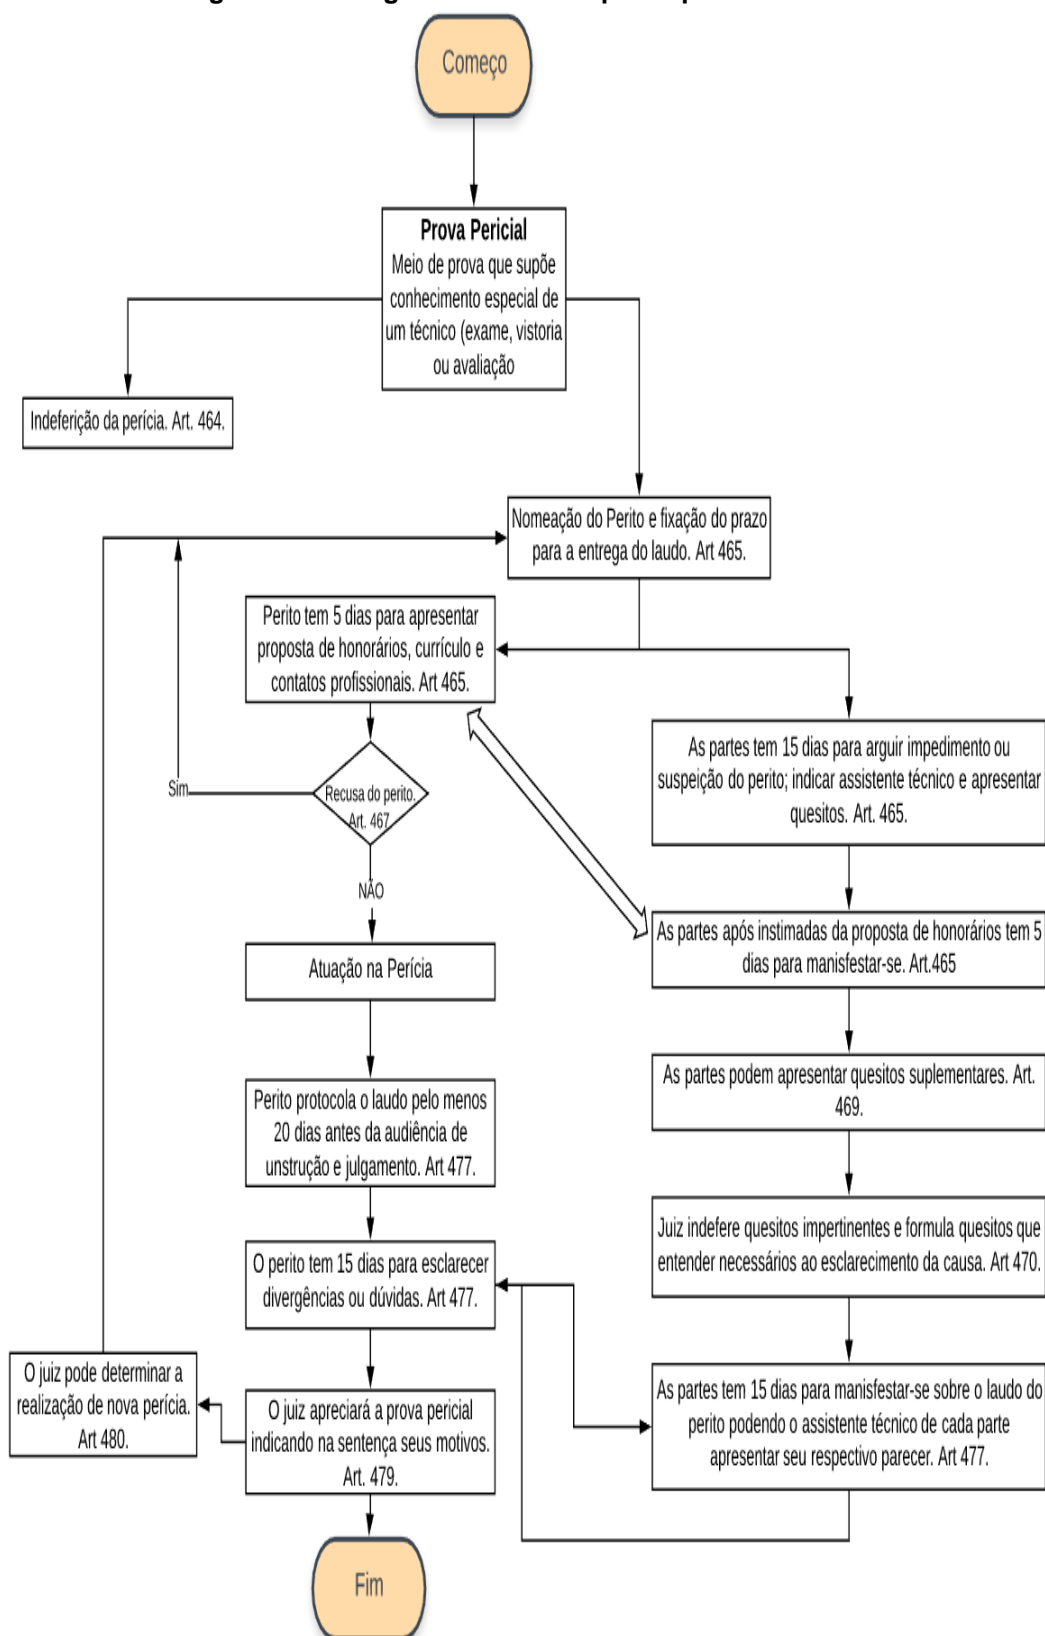 Começo
Prova Pericial
Meio de prova que supõe
conhecimento especial de
um técnico (exame, vistoria
ou avaliação
Indeferição da perícia. Art. 464.
Nomeação do Perito e fixação do prazo
para a entrega do laudo. Art 465.
Perito tem 5 dias para apresentar
proposta de honorários, currículo e
contatos profissionais. Art 465.
As partes tem 15 dias para arguir impedimento ou
suspeição do perito; indicar assistente técnico e apresentar
quesitos. Art. 465.
Sim
Recusa do perito.
Art. 467
NÃO
As partes após instimadas da proposta de honorários tem 5
dias para manisfestar-se. Art.465
Atuação na Perícia
As partes podem apresentar quesitos suplementares. Art.
469.
Perito protocola o laudo pelo menos
20 dias antes da audiência de
unstrução e julgamento. Art 477.
Juiz indefere quesitos impertinentes e formula quesitos que
entender necessários ao esclarecimento da causa. Art 470.
O perito tem 15 dias para esclarecer
divergências ou dúvidas. Art 477.
O juiz pode determinar a
realização de nova perícia.
Art 480.
O juiz apreciará a prova pericial
indicando na sentença seus motivos.
Art. 479.
As partes tem 15 dias para manisfestar-se sobre o laudo do
perito podendo o assistente técnico de cada parte
apresentar seu respectivo parecer. Art 477.
Fim